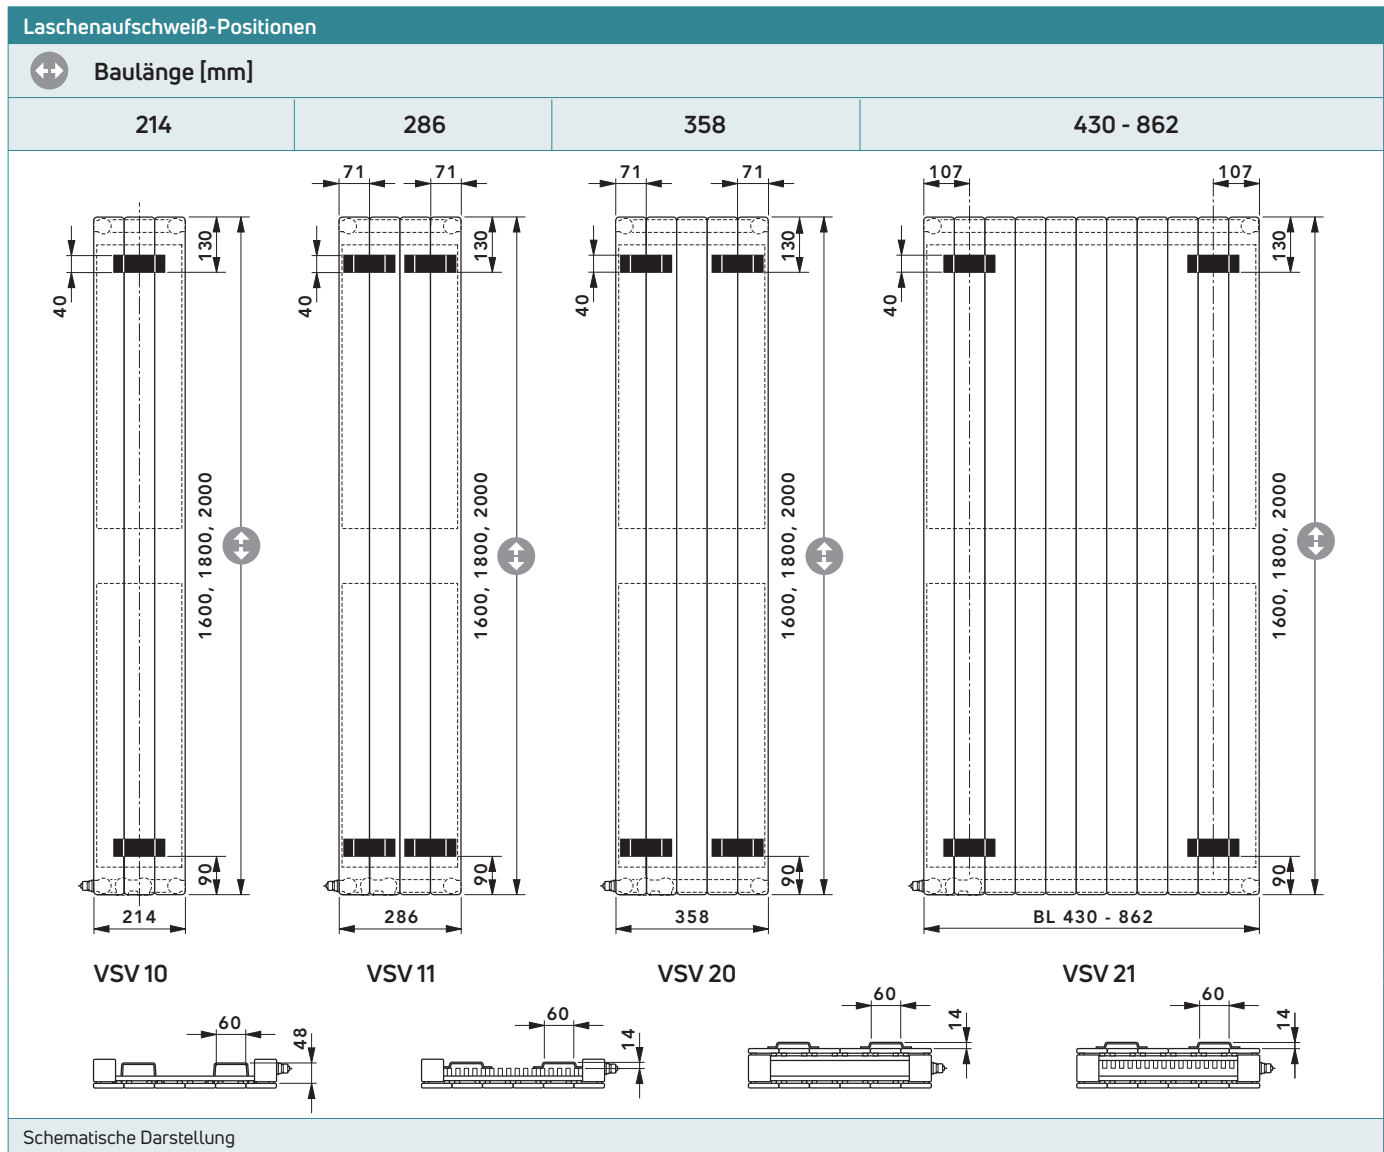 Laschenaufschweiß-Positionen
Baulänge [mm]
214 286 358 430 - 862
71 71 71 71 107 107
130 130 130 130
40 40 40 40
1600, 1800, 2000 1600, 1800, 2000 1600, 1800, 2000 1600, 1800, 2000
90 90 90 90
214 286 358 BL 430 - 862
VSV 10 VSV 11 VSV 20 VSV 21
60 48 60 14 60 14 60 14
Schematische Darstellung